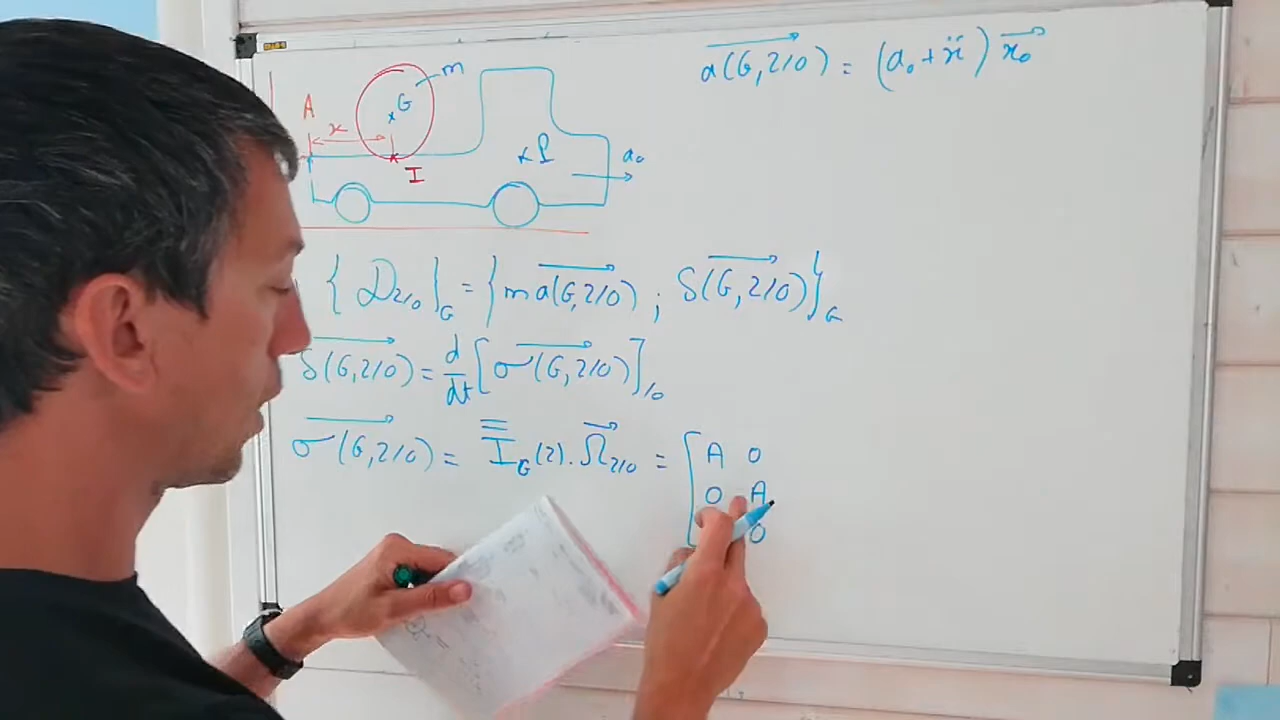 a(G,2/0) = (a₀+ẍ) x₀
m
G
A
x
P
a₀
I
{D₂/₀}G = {m a(G,2/0) ; δ(G,2/0)}G
δ(G,2/0) = d/dt [σ(G,2/0)]/0
σ(G,2/0) = I_G(2) . Ω₂/₀ = [ A 0
0 A
0